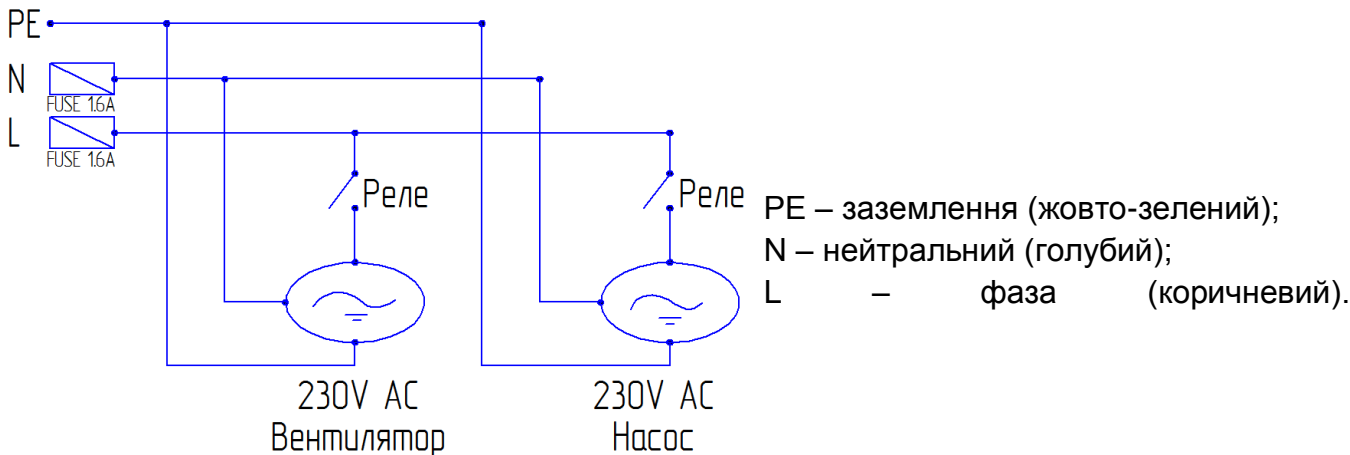 PE
N
FUSE 1.6A
L
FUSE 1.6A
Реле
Реле
230V AC
Вентилятор
230V AC
Насос
PE – заземлення (жовто-зелений);
N – нейтральний (голубий);
L – фаза (коричневий).